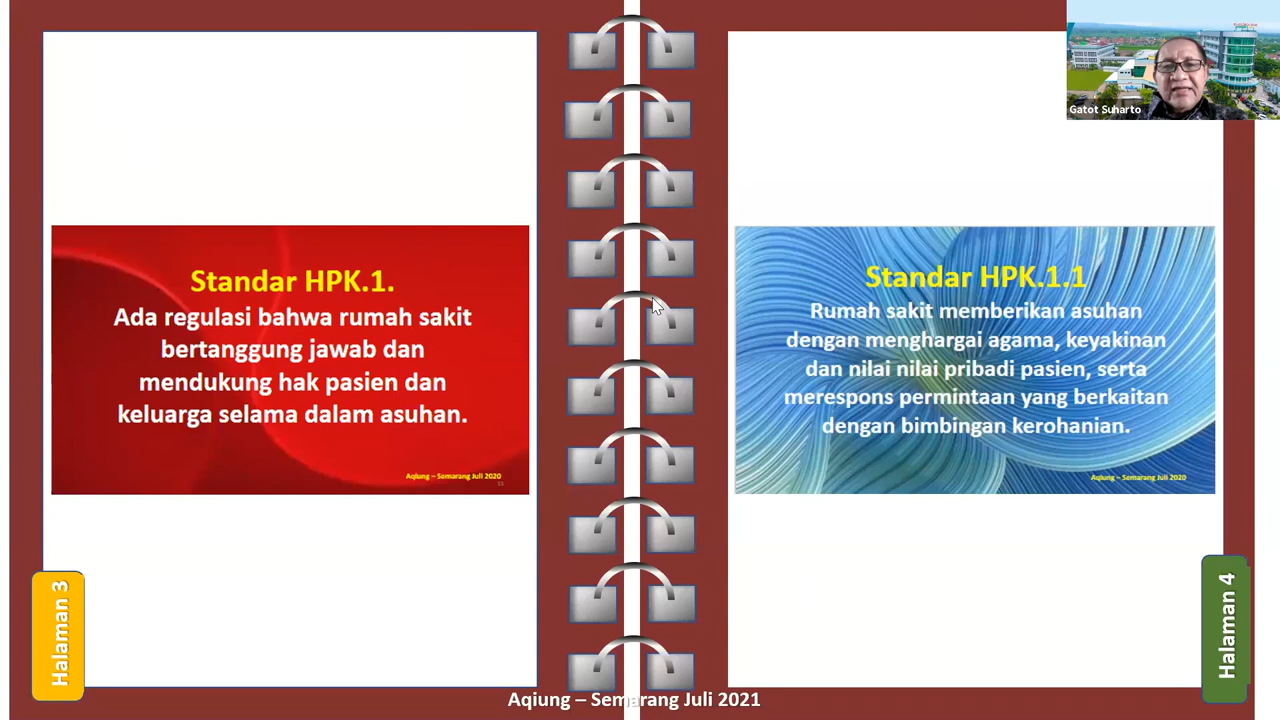 Standar HPK.1.
Ada regulasi bahwa rumah sakit
bertanggung jawab dan
mendukung hak pasien dan
keluarga selama dalam asuhan.
Aqiung – Semarang Juli 2020
Halaman 3
Standar HPK.1.1
Rumah sakit memberikan asuhan
dengan menghargai agama, keyakinan
dan nilai nilai pribadi pasien, serta
merespons permintaan yang berkaitan
dengan bimbingan kerohanian.
Aqiung – Semarang Juli 2020
Halaman 4
Gatot Suharto
Aqiung – Semarang Juli 2021